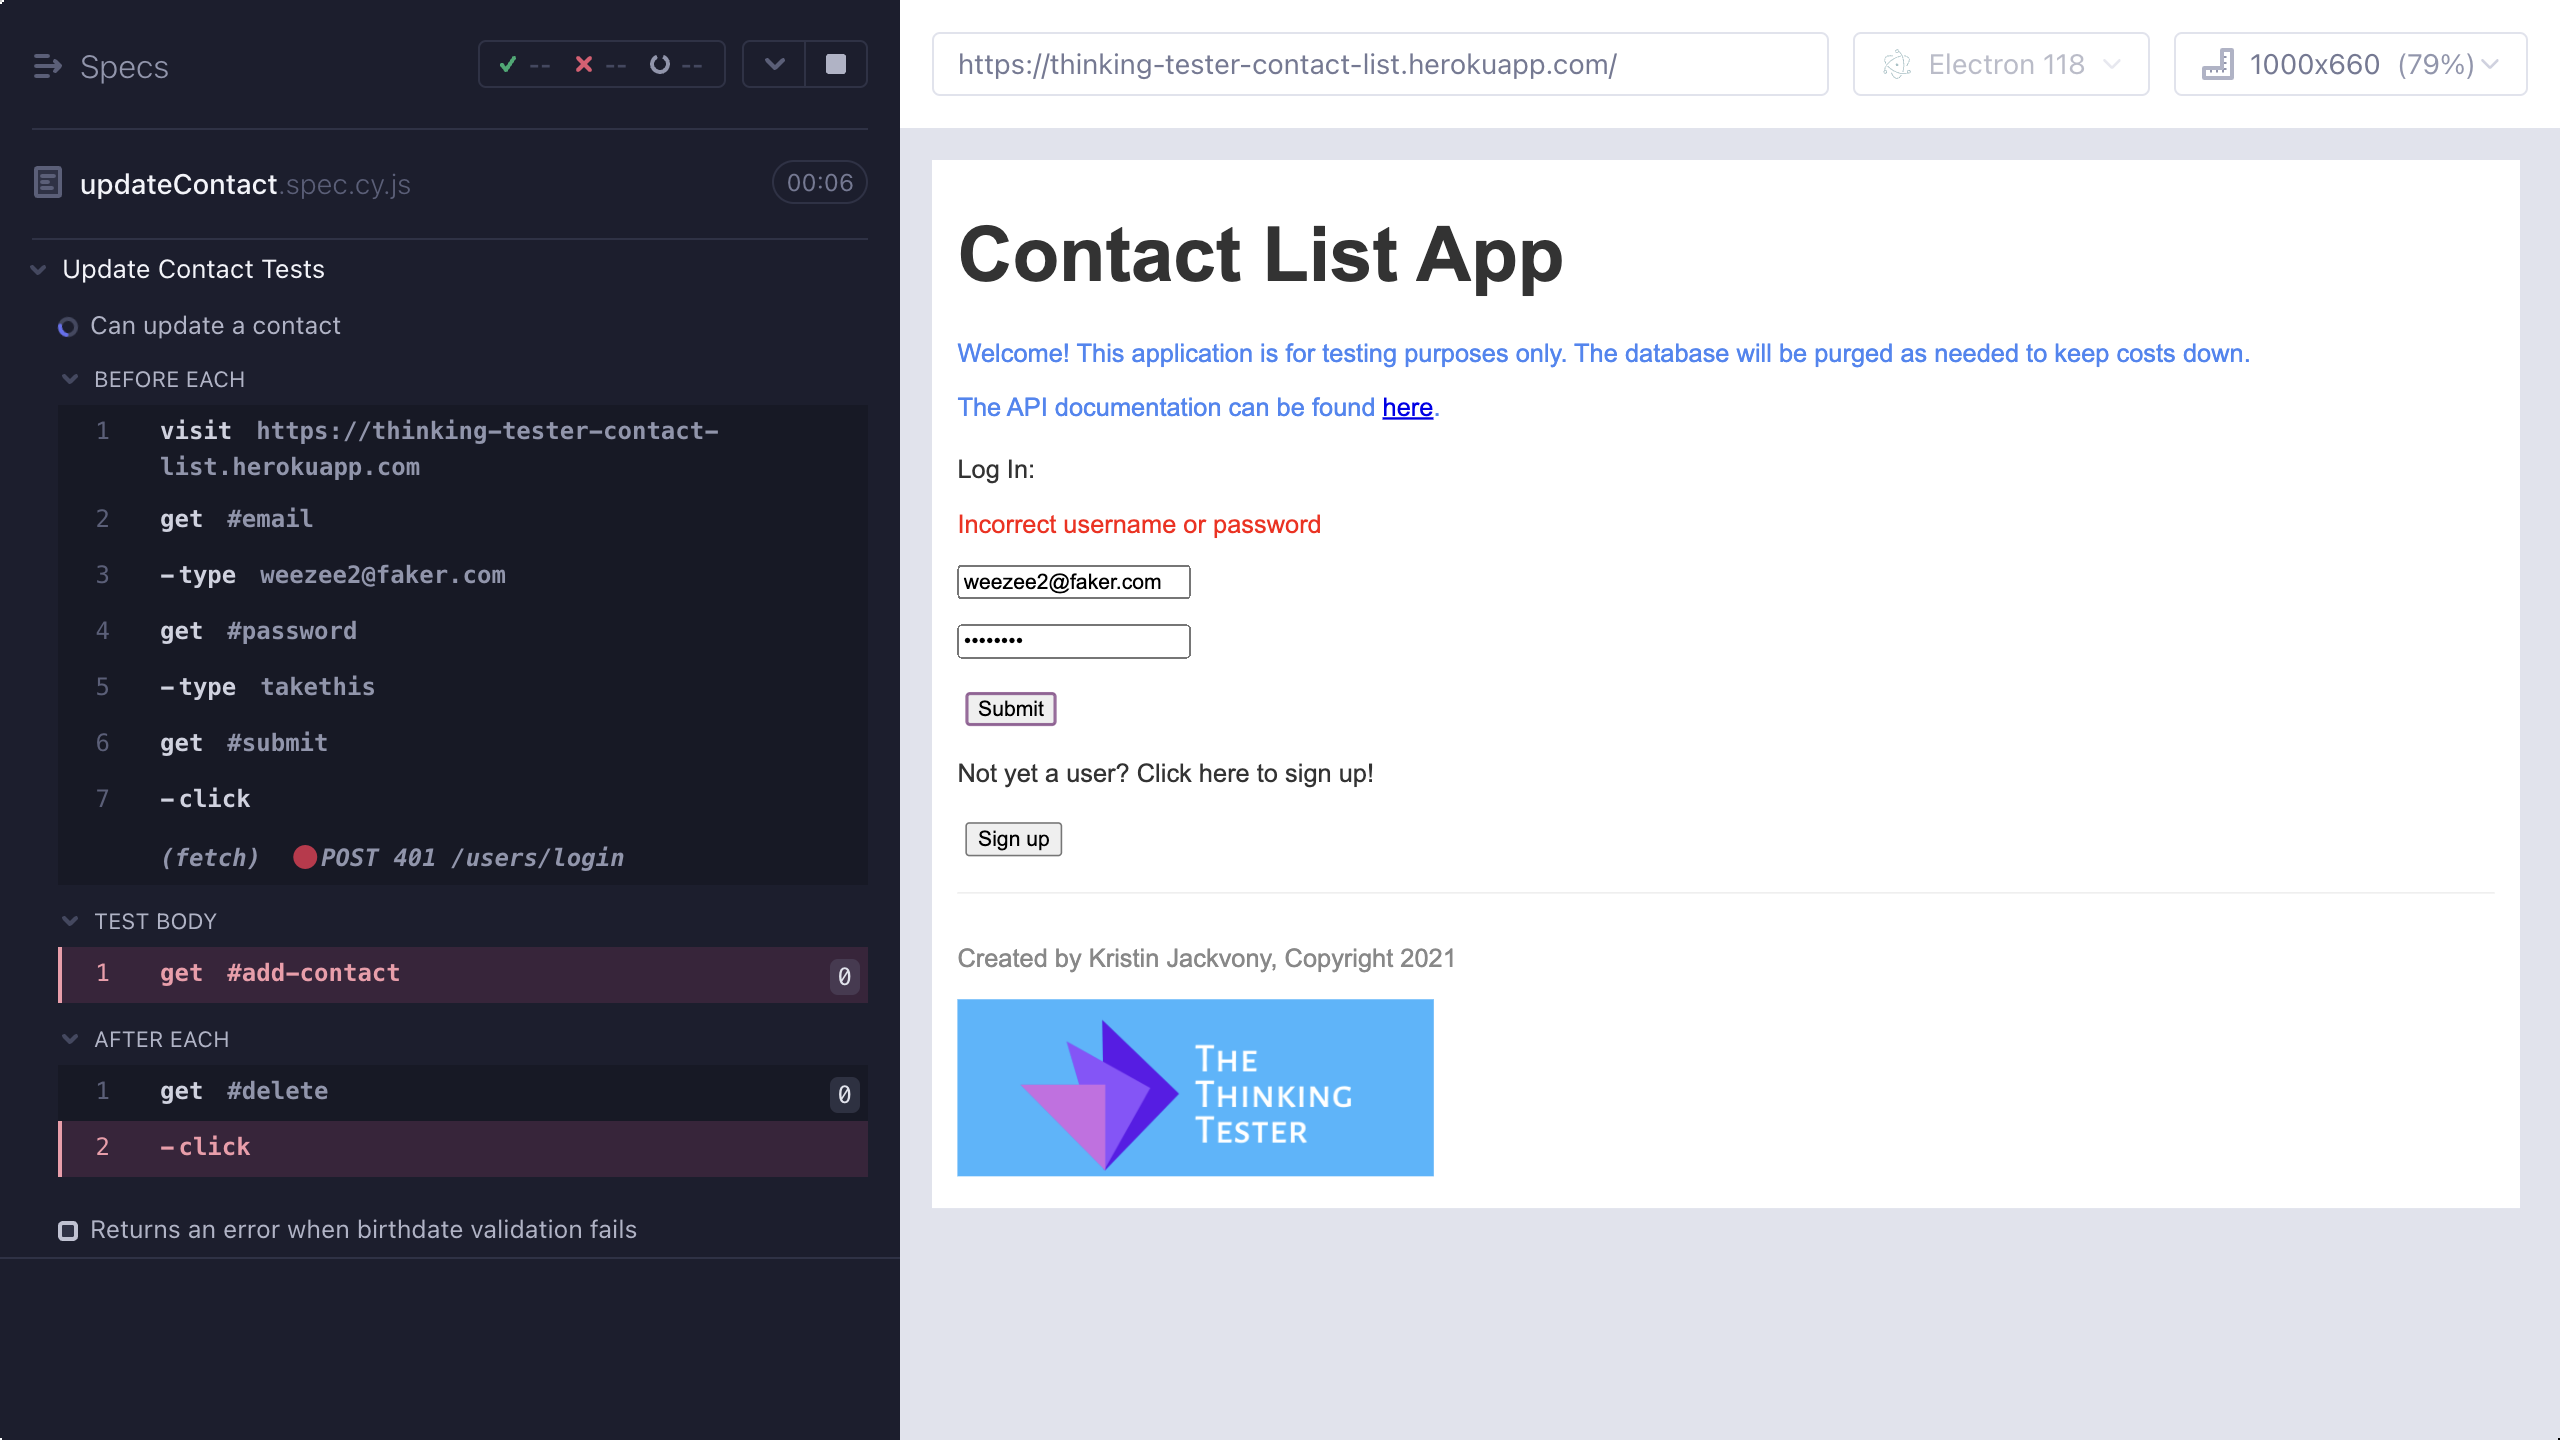 Specs
-- -- --
updateContact.spec.cy.js
00:06
Update Contact Tests
Can update a contact
BEFORE EACH
1 visit https://thinking-tester-contact-
list.herokuapp.com
2 get #email
3 -type weezee2@faker.com
4 get #password
5 -type takethis
6 get #submit
7 -click
(fetch) POST 401 /users/login
TEST BODY
1 get #add-contact 0
AFTER EACH
1 get #delete 0
2 -click
Returns an error when birthdate validation fails
https://thinking-tester-contact-list.herokuapp.com/
Electron 118
1000x660 (79%)
Contact List App
Welcome! This application is for testing purposes only. The database will be purged as needed to keep costs down.
The API documentation can be found here.
Log In:
Incorrect username or password
weezee2@faker.com
••••••••
Submit
Not yet a user? Click here to sign up!
Sign up
Created by Kristin Jackvony, Copyright 2021
THE
THINKING
TESTER